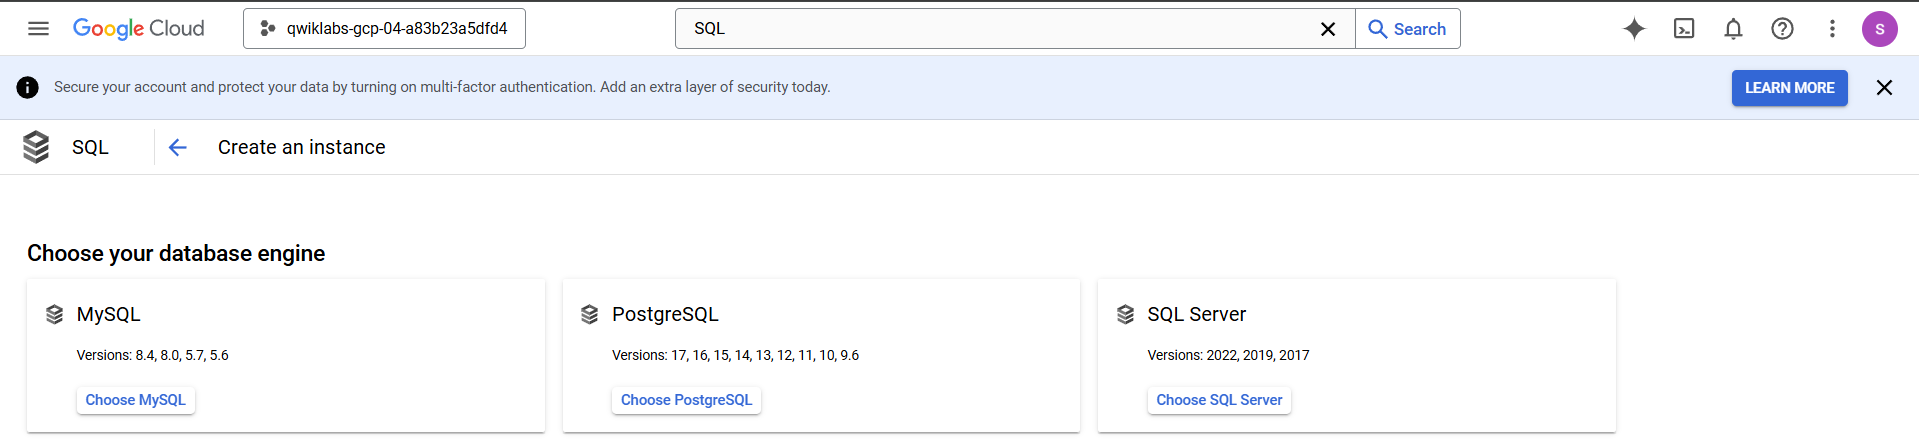 Google Cloud
qwiklabs-gcp-04-a83b23a5dfd4
SQL
Search
S
Secure your account and protect your data by turning on multi-factor authentication. Add an extra layer of security today.
LEARN MORE
SQL
Create an instance
Choose your database engine
MySQL
Versions: 8.4, 8.0, 5.7, 5.6
Choose MySQL
PostgreSQL
Versions: 17, 16, 15, 14, 13, 12, 11, 10, 9.6
Choose PostgreSQL
SQL Server
Versions: 2022, 2019, 2017
Choose SQL Server